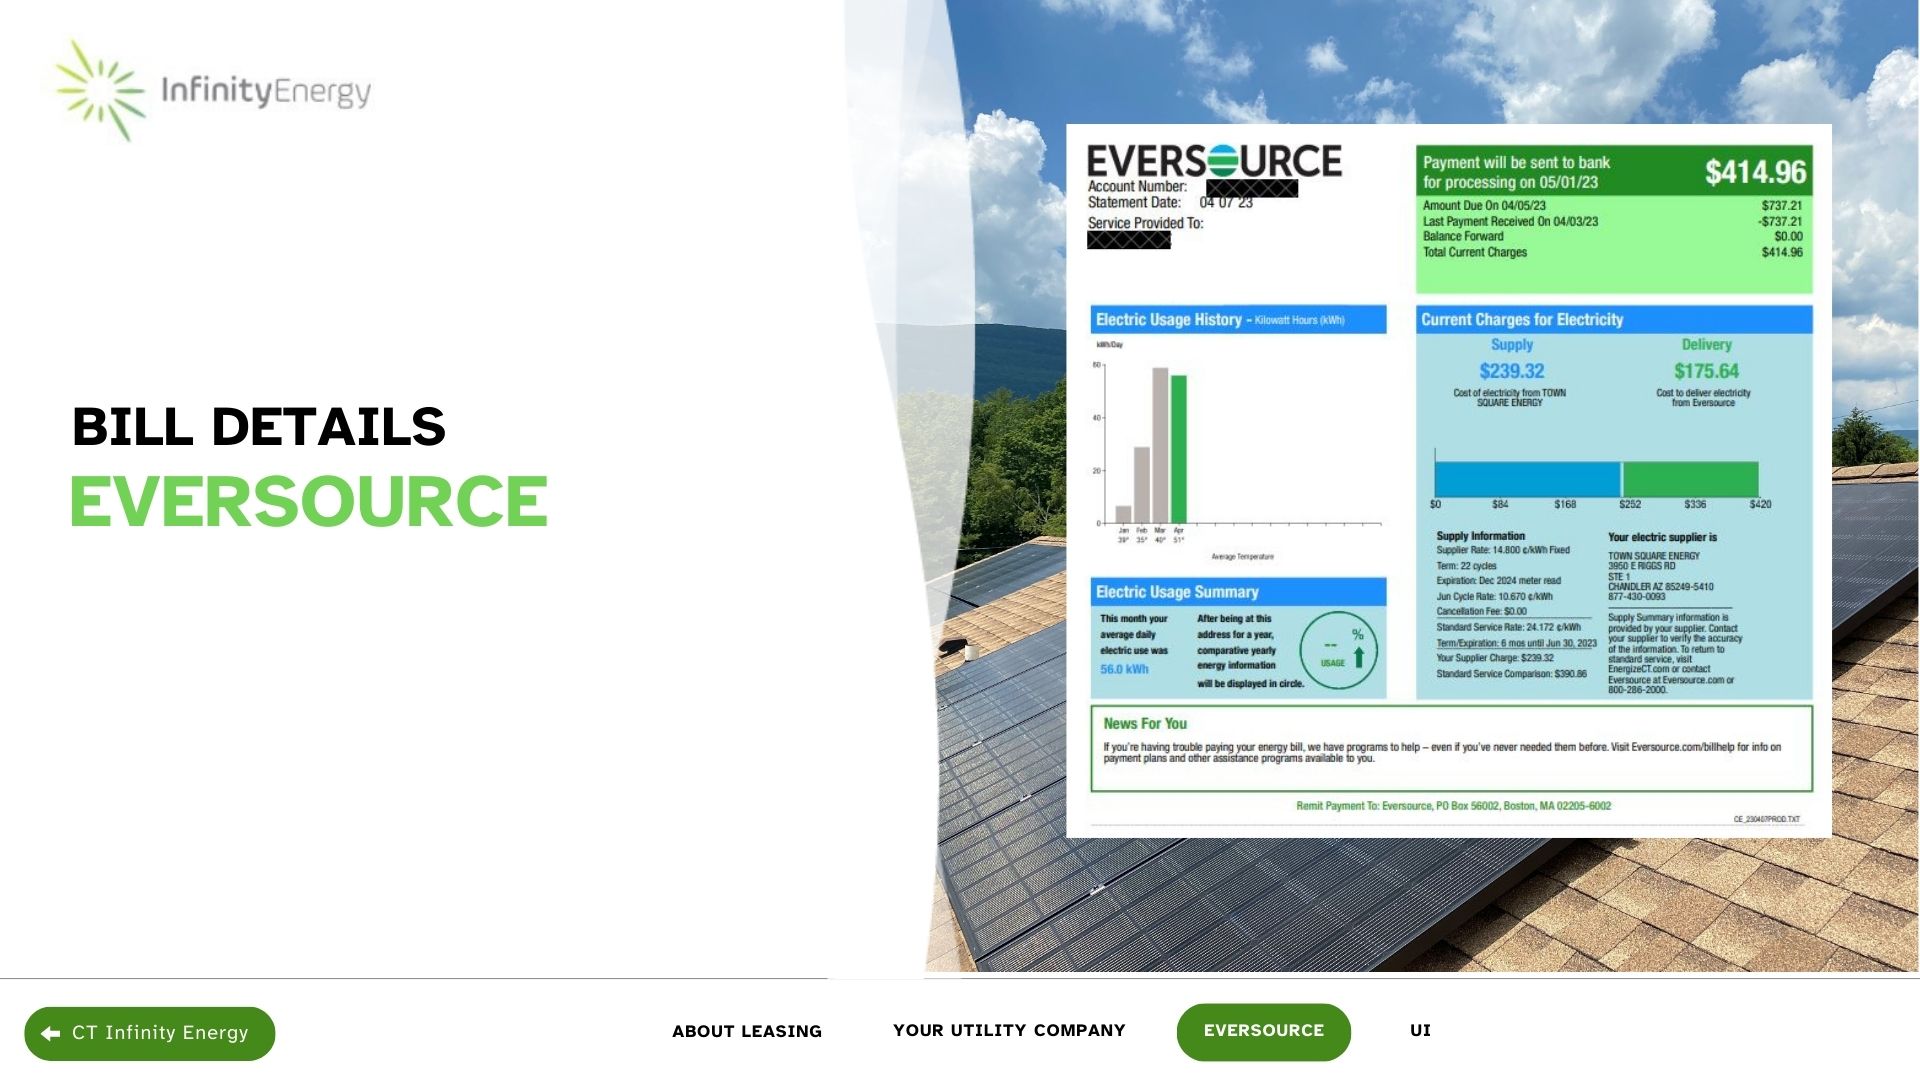 InfinityEnergy
BILL DETAILS
EVERSOURCE
EVERSOURCE
Account Number:
Statement Date: 04 07 23
Service Provided To:
Payment will be sent to bank
for processing on 05/01/23
$414.96
Amount Due On 04/05/23 $737.21
Last Payment Received On 04/03/23 -$737.21
Balance Forward $0.00
Total Current Charges $414.96
Electric Usage History - Kilowatt Hours (kWh)
kWh/Day
60
40
20
0
Jan Feb Mar Apr
39° 35° 40° 51°
Average Temperature
Electric Usage Summary
This month your
average daily
electric use was
56.0 kWh
After being at this
address for a year,
comparative yearly
energy information
will be displayed in circle.
-- %
USAGE
Current Charges for Electricity
Supply
$239.32
Cost of electricity from TOWN
SQUARE ENERGY
Delivery
$175.64
Cost to deliver electricity
from Eversource
$0 $84 $168 $252 $336 $420
Supply Information
Supplier Rate: 14.800 ¢/kWh Fixed
Term: 22 cycles
Expiration: Dec 2024 meter read
Jun Cycle Rate: 10.670 ¢/kWh
Cancellation Fee: $0.00
Standard Service Rate: 24.172 ¢/kWh
Term/Expiration: 6 mos until Jun 30, 2023
Your Supplier Charge: $239.32
Standard Service Comparison: $390.86
Your electric supplier is
TOWN SQUARE ENERGY
3950 E RIGGS RD
STE 1
CHANDLER AZ 85249-5410
877-430-0093
Supply Summary information is
provided by your supplier. Contact
your supplier to verify the accuracy
of the information. To return to
standard service, visit
EnergizeCT.com or contact
Eversource at Eversource.com or
800-286-2000.
News For You
If you're having trouble paying your energy bill, we have programs to help – even if you've never needed them before. Visit Eversource.com/billhelp for info on
payment plans and other assistance programs available to you.
Remit Payment To: Eversource, PO Box 56002, Boston, MA 02205-6002
CE_230407PROD.TXT
CT Infinity Energy
ABOUT LEASING
YOUR UTILITY COMPANY
EVERSOURCE
UI